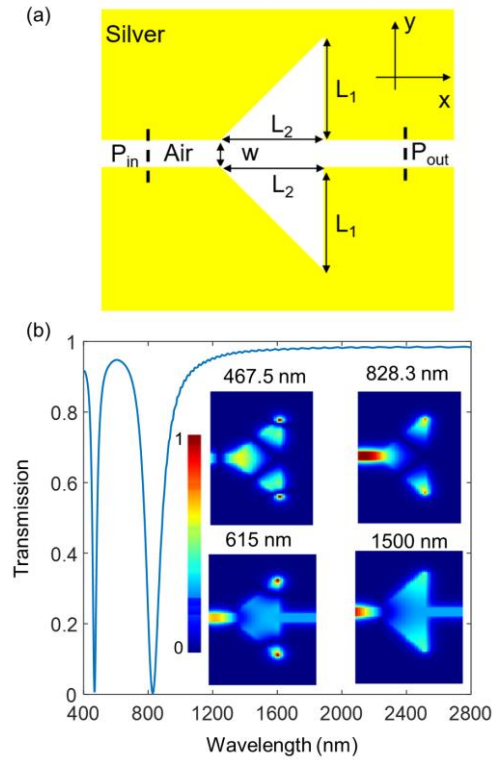 (a)
Silver
y
x
L₁
L₂
Pᵢₙ
Air
w
Pₒᵤₜ
L₂
L₁
(b)
1
0.8
0.6
0.4
0.2
0
Transmission
467.5 nm
828.3 nm
1
0
615 nm
1500 nm
400 800 1200 1600 2000 2400 2800
Wavelength (nm)